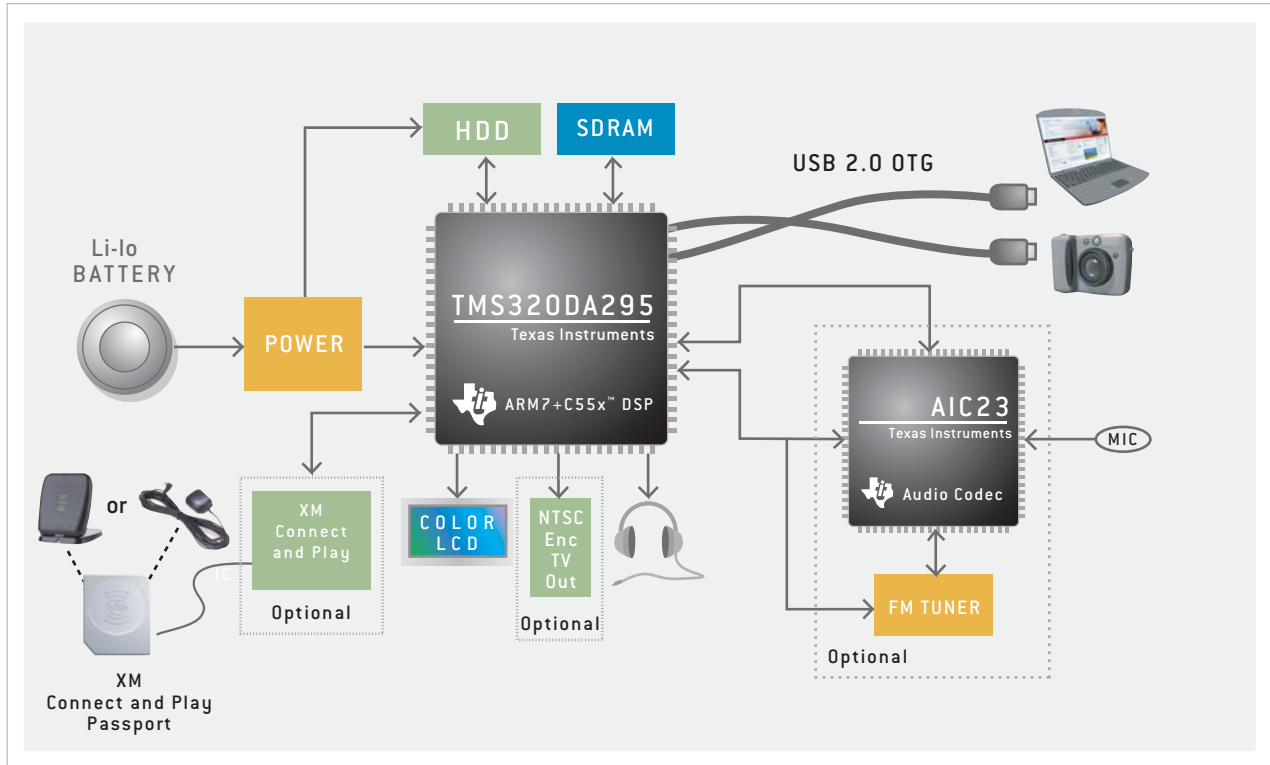 HDD
SDRAM
USB 2.0 OTG
Li-Io
BATTERY
POWER
TMS320DA295
Texas Instruments
ARM7+C55x™ DSP
AIC23
Texas Instruments
Audio Codec
MIC
or
XM
Connect
and Play
Optional
COLOR
LCD
NTSC
Enc
TV
Out
Optional
FM TUNER
Optional
TC
XM
Connect and Play
Passport